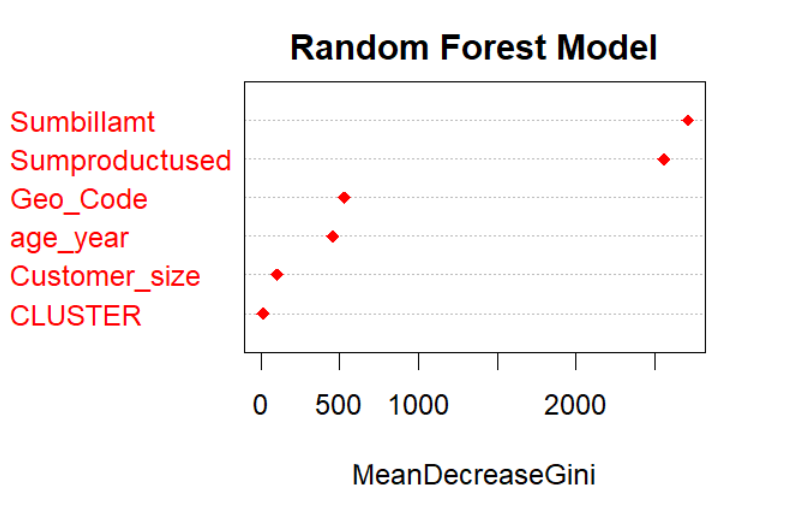 Random Forest Model
Sumbillamt
Sumproductused
Geo_Code
age_year
Customer_size
CLUSTER
0 500 1000 2000
MeanDecreaseGini